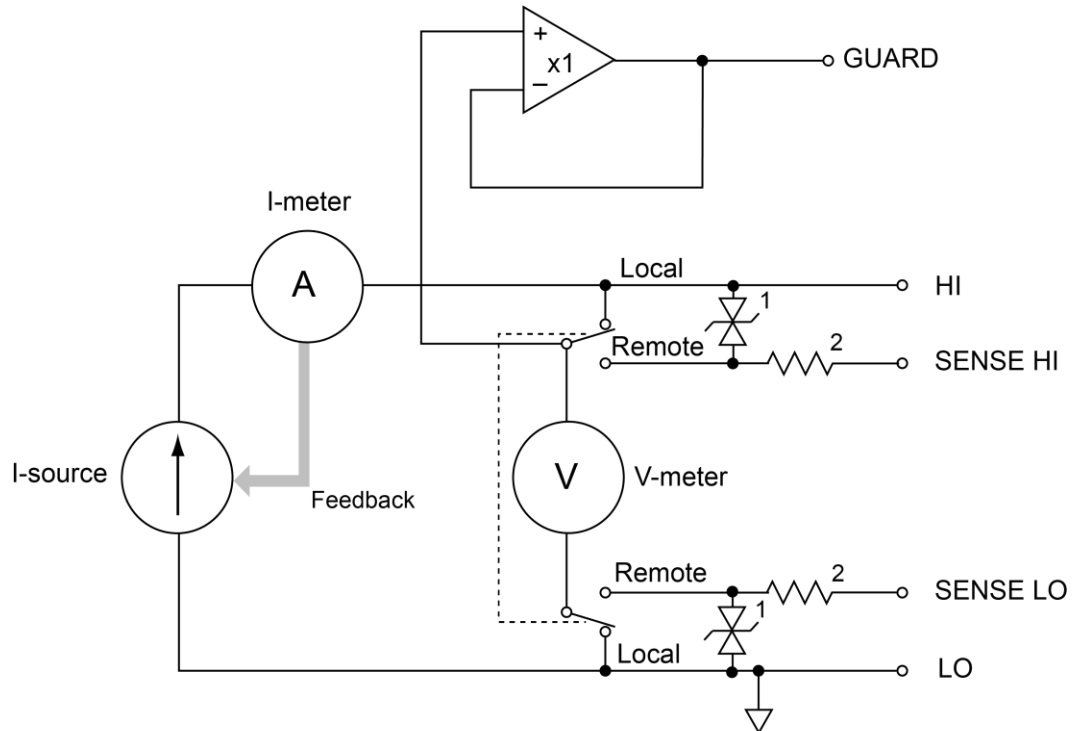 +
x1
–
GUARD
I-meter
A
Local
HI
1
Remote
2
SENSE HI
I-source
V
V-meter
Feedback
Remote
2
SENSE LO
1
Local
LO